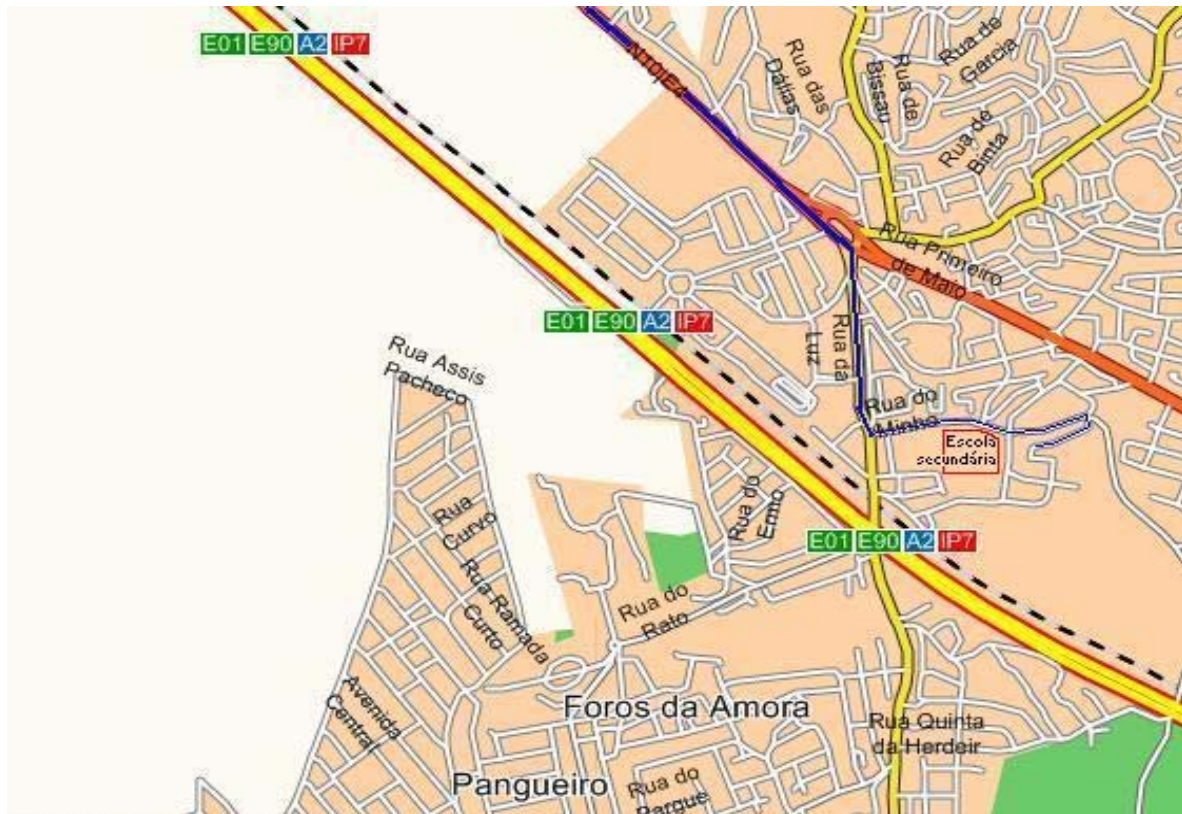 E01 E90 A2 IP7
N10|E4
Rua das
Dálias
Rua de
Bissau
Rua de
Garcia
Rua de
Binta
Rua Primeiro
de Maio
E01 E90 A2 IP7
Rua da
Luz
Rua Assis
Pacheco
Rua do
Minho
Escola
secundária
Rua do
Ermo
Rua
Curvo
E01 E90 A2 IP7
Rua Ramada
Curto
Rua do
Rato
Avenida
Central
Foros da Amora
Rua Quinta
da Herdeir
Pangueiro
Rua do
Parque